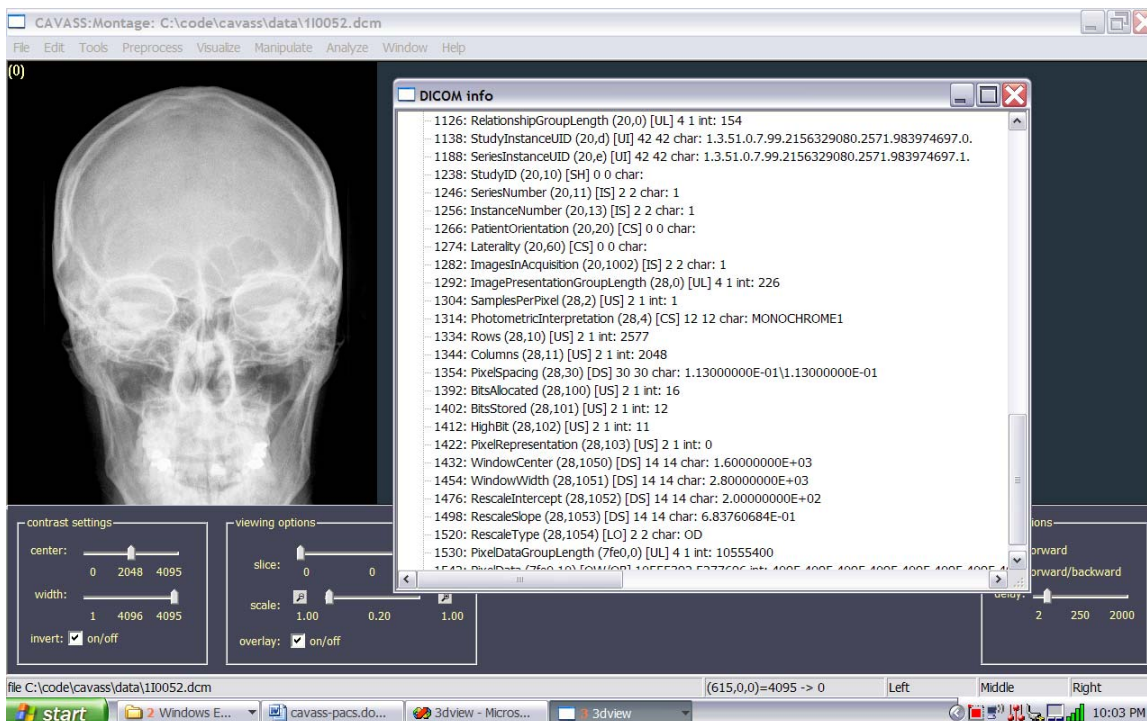 CAVASS:Montage: C:\code\cavass\data\1I0052.dcm
File Edit Tools Preprocess Visualize Manipulate Analyze Window Help
(0)
DICOM info
1126: RelationshipGroupLength (20,0) [UL] 4 1 int: 154
1138: StudyInstanceUID (20,d) [UI] 42 42 char: 1.3.51.0.7.99.2156329080.2571.983974697.0.
1188: SeriesInstanceUID (20,e) [UI] 42 42 char: 1.3.51.0.7.99.2156329080.2571.983974697.1.
1238: StudyID (20,10) [SH] 0 0 char:
1246: SeriesNumber (20,11) [IS] 2 2 char: 1
1256: InstanceNumber (20,13) [IS] 2 2 char: 1
1266: PatientOrientation (20,20) [CS] 0 0 char:
1274: Laterality (20,60) [CS] 0 0 char:
1282: ImagesInAcquisition (20,1002) [IS] 2 2 char: 1
1292: ImagePresentationGroupLength (28,0) [UL] 4 1 int: 226
1304: SamplesPerPixel (28,2) [US] 2 1 int: 1
1314: PhotometricInterpretation (28,4) [CS] 12 12 char: MONOCHROME1
1334: Rows (28,10) [US] 2 1 int: 2577
1344: Columns (28,11) [US] 2 1 int: 2048
1354: PixelSpacing (28,30) [DS] 30 30 char: 1.13000000E-01\1.13000000E-01
1392: BitsAllocated (28,100) [US] 2 1 int: 16
1402: BitsStored (28,101) [US] 2 1 int: 12
1412: HighBit (28,102) [US] 2 1 int: 11
1422: PixelRepresentation (28,103) [US] 2 1 int: 0
1432: WindowCenter (28,1050) [DS] 14 14 char: 1.60000000E+03
1454: WindowWidth (28,1051) [DS] 14 14 char: 2.80000000E+03
1476: RescaleIntercept (28,1052) [DS] 14 14 char: 2.00000000E+02
1498: RescaleSlope (28,1053) [DS] 14 14 char: 6.83760684E-01
1520: RescaleType (28,1054) [LO] 2 2 char: OD
1530: PixelDataGroupLength (7fe0,0) [UL] 4 1 int: 10555400
contrast settings
center:
0 2048 4095
width:
1 4096 4095
invert: on/off
viewing options
slice:
0 0
scale:
1.00 0.20 1.00
overlay: on/off
orward
orward/backward
delay:
2 250 2000
file C:\code\cavass\data\1I0052.dcm
(615,0,0)=4095 -> 0
Left Middle Right
start
2 Windows E...
cavass-pacs.do...
3dview - Micros...
3 3dview
10:03 PM